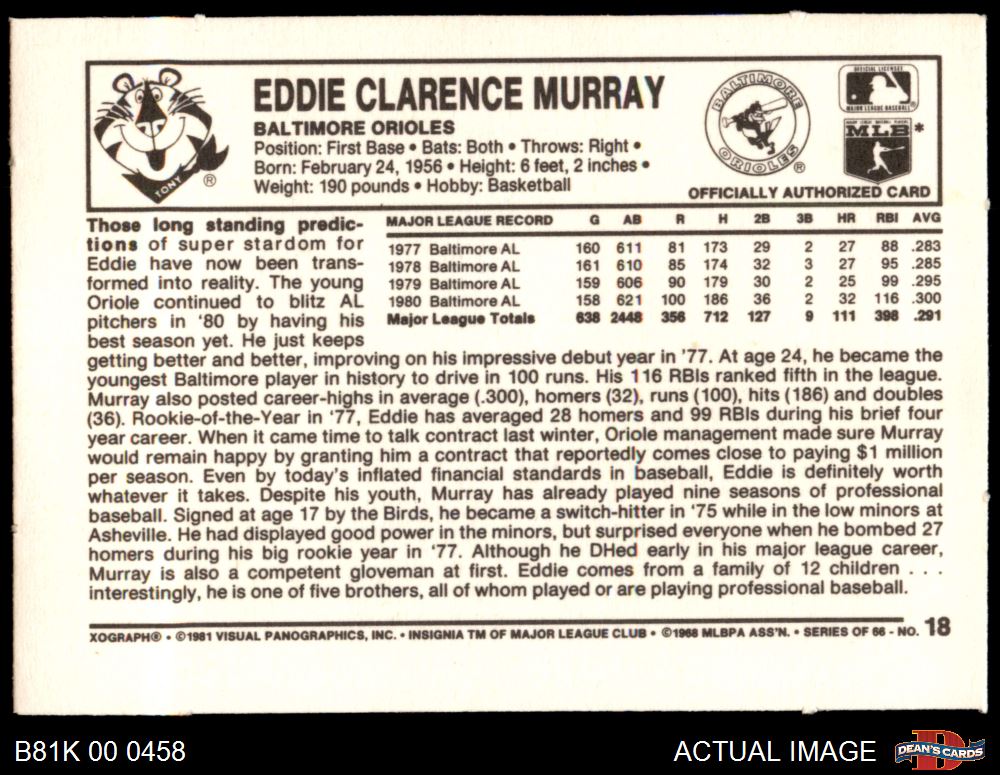 EDDIE CLARENCE MURRAY
BALTIMORE ORIOLES
Position: First Base • Bats: Both • Throws: Right •
Born: February 24, 1956 • Height: 6 feet, 2 inches •
Weight: 190 pounds • Hobby: Basketball
TONY ®
BALTIMORE
ORIOLES ®
OFFICIAL LICENSEE
MAJOR LEAGUE BASEBALL
MLB *
OFFICIALLY AUTHORIZED CARD
MAJOR LEAGUE RECORD G AB R H 2B 3B HR RBI AVG
1977 Baltimore AL 160 611 81 173 29 2 27 88 .283
1978 Baltimore AL 161 610 85 174 32 3 27 95 .285
1979 Baltimore AL 159 606 90 179 30 2 25 99 .295
1980 Baltimore AL 158 621 100 186 36 2 32 116 .300
Major League Totals 638 2448 356 712 127 9 111 398 .291
Those long standing predic-
tions of super stardom for
Eddie have now been trans-
formed into reality. The young
Oriole continued to blitz AL
pitchers in '80 by having his
best season yet. He just keeps
getting better and better, improving on his impressive debut year in '77. At age 24, he became the
youngest Baltimore player in history to drive in 100 runs. His 116 RBIs ranked fifth in the league.
Murray also posted career-highs in average (.300), homers (32), runs (100), hits (186) and doubles
(36). Rookie-of-the-Year in '77, Eddie has averaged 28 homers and 99 RBIs during his brief four
year career. When it came time to talk contract last winter, Oriole management made sure Murray
would remain happy by granting him a contract that reportedly comes close to paying $1 million
per season. Even by today's inflated financial standards in baseball, Eddie is definitely worth
whatever it takes. Despite his youth, Murray has already played nine seasons of professional
baseball. Signed at age 17 by the Birds, he became a switch-hitter in '75 while in the low minors at
Asheville. He had displayed good power in the minors, but surprised everyone when he bombed 27
homers during his big rookie year in '77. Although he DHed early in his major league career,
Murray is also a competent gloveman at first. Eddie comes from a family of 12 children . . .
interestingly, he is one of five brothers, all of whom played or are playing professional baseball.
XOGRAPH® • ©1981 VISUAL PANOGRAPHICS, INC. • INSIGNIA TM OF MAJOR LEAGUE CLUB • ©1968 MLBPA ASS'N. • SERIES OF 66 - NO. 18
B81K 00 0458
ACTUAL IMAGE
DEAN'S CARDS